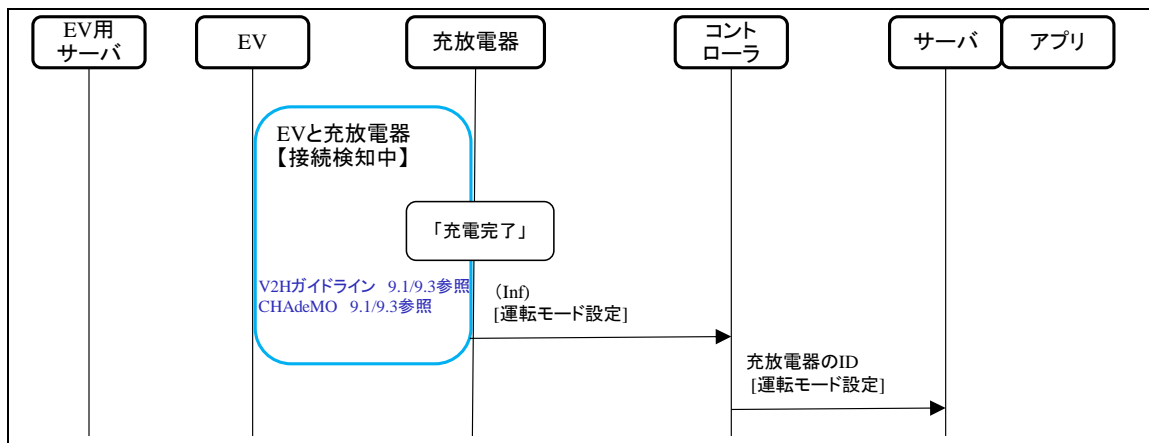 EV用
サーバ
EV
充放電器
コント
ローラ
サーバ
アプリ
EVと充放電器
【接続検知中】
「充電完了」
V2Hガイドライン 9.1/9.3参照
CHAdeMO 9.1/9.3参照
（Inf)
[運転モード設定]
充放電器のID
[運転モード設定]